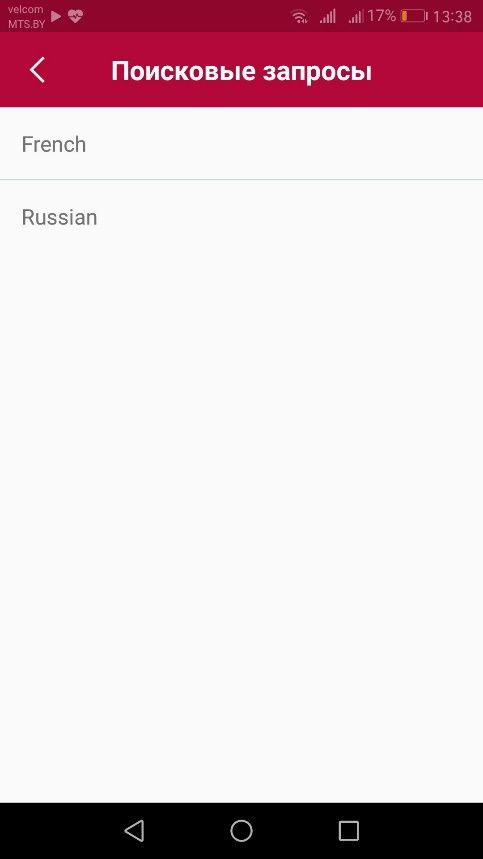 velcom
MTS.BY
17% 13:38
Поисковые запросы
French
Russian